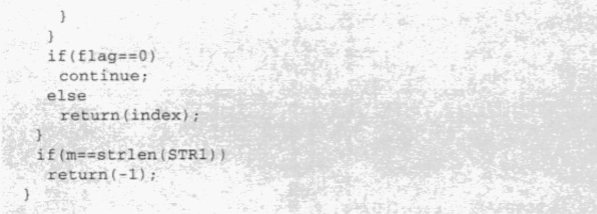 }
}
if(flag==0)
continue;
else
return(index);
}
if(m==strlen(STR1))
return(-1);
}